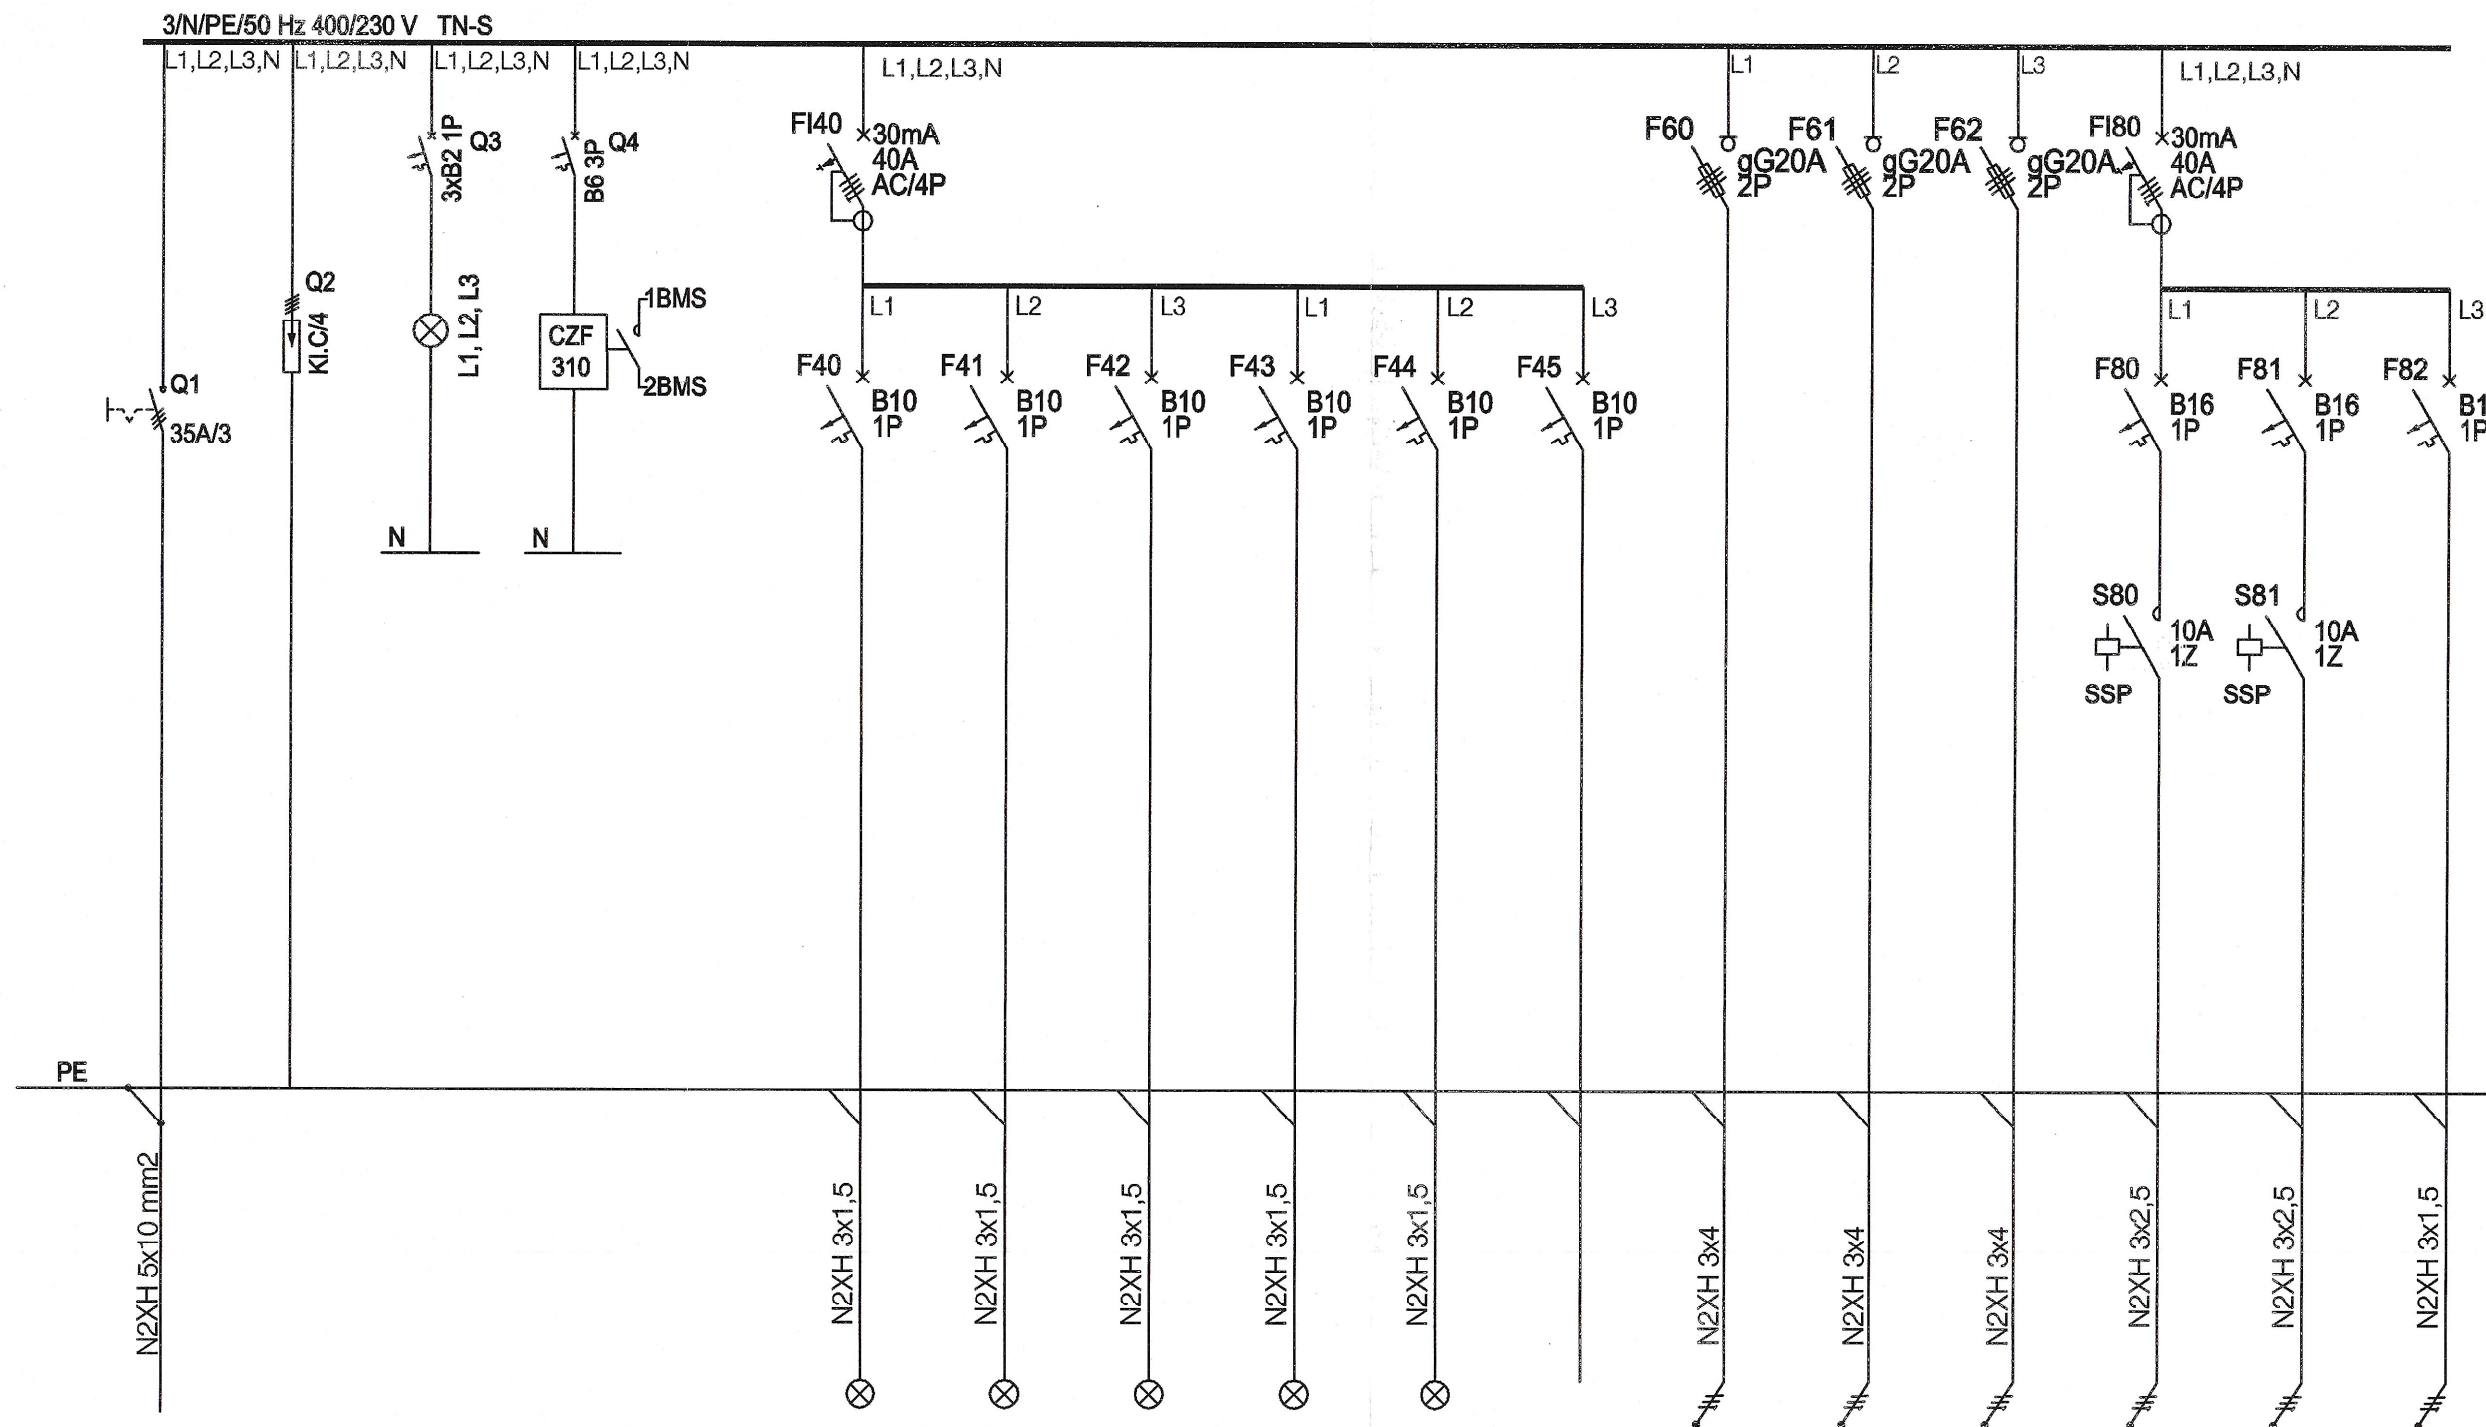 3/N/PE/50 Hz 400/230 V TN-S
L1,L2,L3,N
L1,L2,L3,N
L1,L2,L3,N
L1,L2,L3,N
L1,L2,L3,N
L1
L2
L3
L1,L2,L3,N
Q1
35A/3
Q2
Kl.C/4
Q3
3xB2 1P
L1, L2, L3
N
Q4
B6 3P
CZF
310
1BMS
2BMS
N
FI40
30mA
40A
AC/4P
F60
gG20A
2P
F61
gG20A
2P
F62
gG20A
2P
FI80
30mA
40A
AC/4P
L1
L2
L3
L1
L2
L3
L1
L2
L3
F40
B10
1P
F41
B10
1P
F42
B10
1P
F43
B10
1P
F44
B10
1P
F45
B10
1P
F80
B16
1P
F81
B16
1P
F82
1P
S80
10A
1Z
SSP
S81
10A
1Z
SSP
PE
N2XH 5x10 mm2
N2XH 3x1,5
N2XH 3x1,5
N2XH 3x1,5
N2XH 3x1,5
N2XH 3x1,5
N2XH 3x4
N2XH 3x4
N2XH 3x4
N2XH 3x2,5
N2XH 3x2,5
N2XH 3x1,5